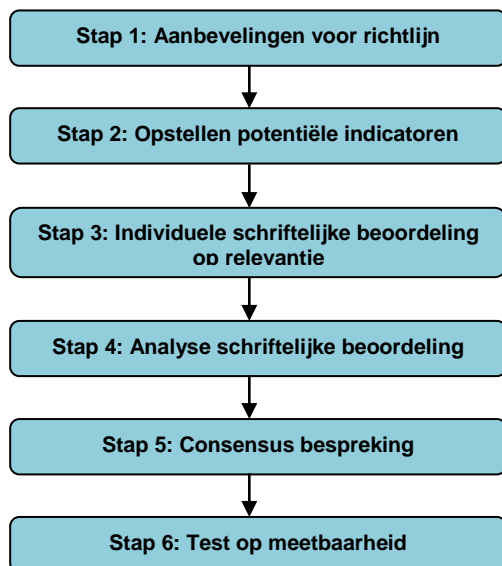 Stap 1: Aanbevelingen voor richtlijn
Stap 2: Opstellen potentiële indicatoren
Stap 3: Individuele schriftelijke beoordeling
op relevantie
Stap 4: Analyse schriftelijke beoordeling
Stap 5: Consensus bespreking
Stap 6: Test op meetbaarheid